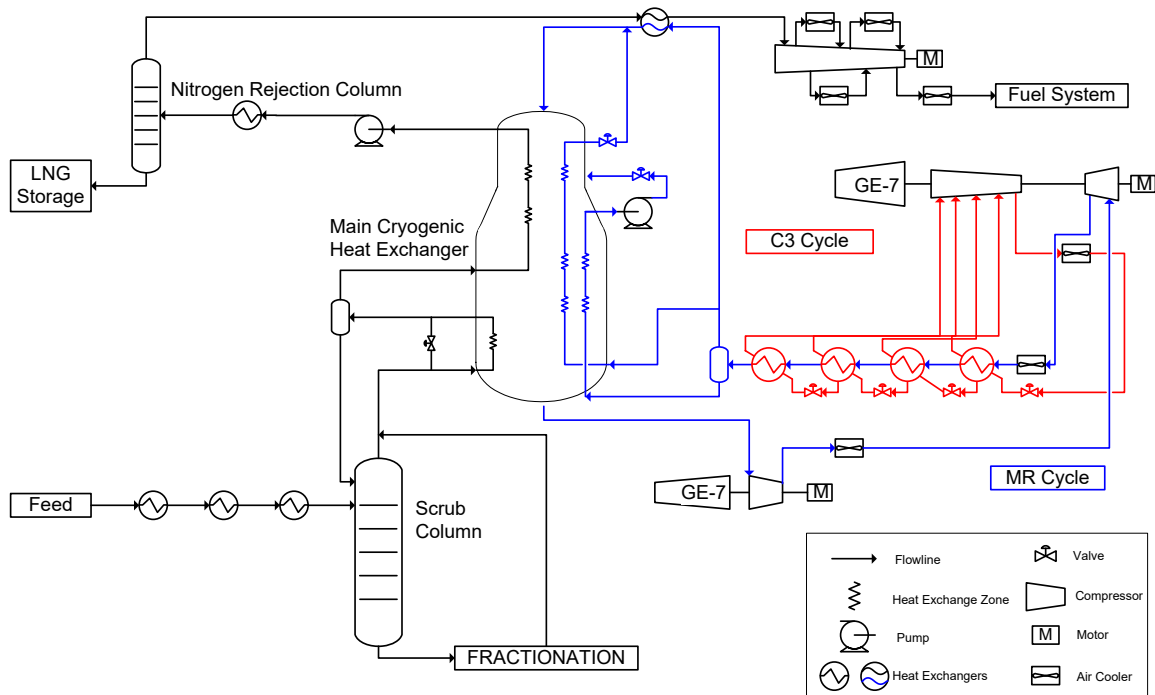 M
Fuel System
Nitrogen Rejection Column
LNG
Storage
GE-7
M
Main Cryogenic
Heat Exchanger
C3 Cycle
GE-7
M
MR Cycle
Feed
Scrub
Column
FRACTIONATION
Flowline
Valve
Heat Exchange Zone
Compressor
Pump
M
Motor
Heat Exchangers
Air Cooler